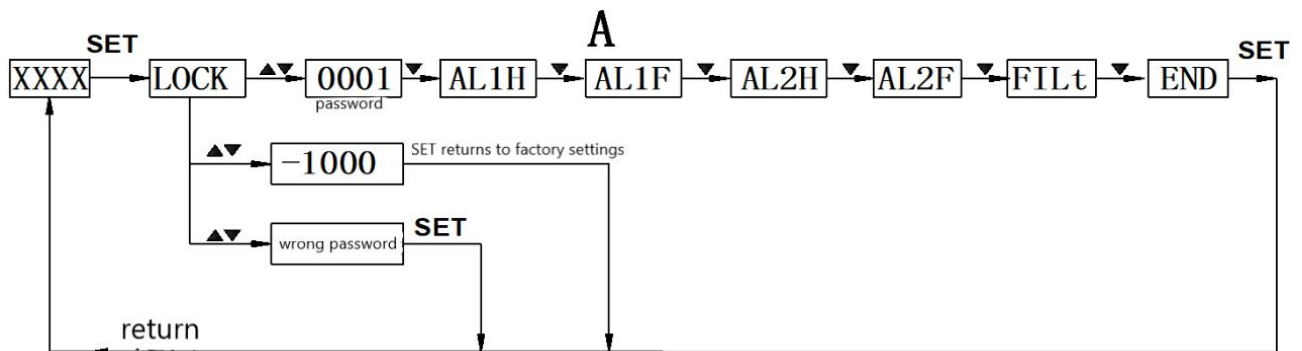 A
SET
SET
XXXX
LOCK
▲▼
0001
▼
AL1H
▼
AL1F
▼
AL2H
▼
AL2F
▼
FILt
▼
END
password
▲▼
-1000
SET returns to factory settings
▲▼
wrong password
SET
return